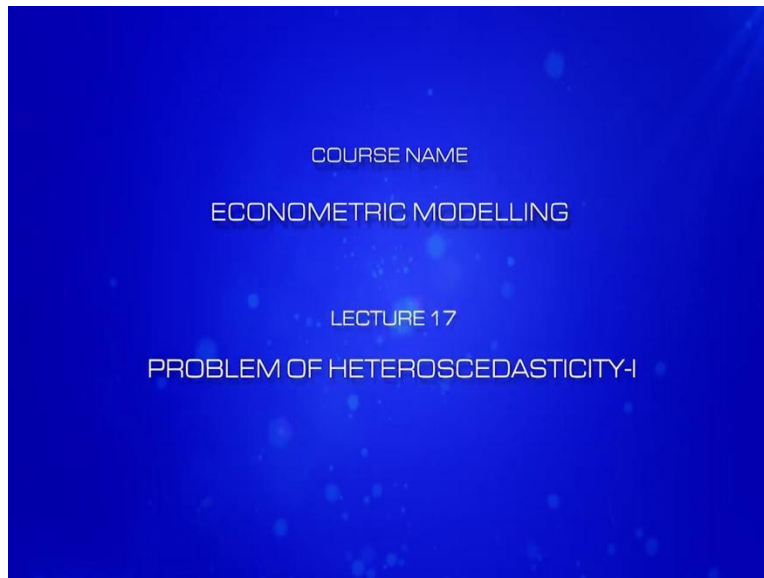 COURSE NAME
ECONOMETRIC MODELLING
LECTURE 17
PROBLEM OF HETEROSCEDASTICITY-I